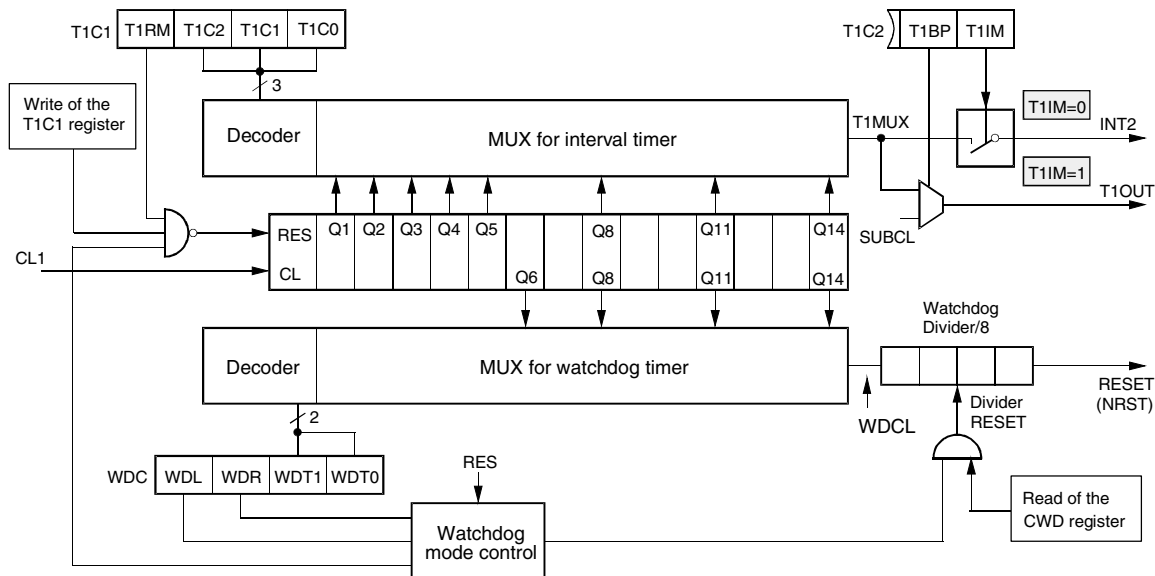 T1C1 T1RM T1C2 T1C1 T1C0
T1C2 T1BP T1IM
3
Write of the
T1C1 register
Decoder
MUX for interval timer
T1MUX
T1IM=0
INT2
T1IM=1
T1OUT
SUBCL
RES
Q1 Q2 Q3 Q4 Q5 Q8 Q11 Q14
CL1
CL
Q6 Q8 Q11 Q14
Decoder
MUX for watchdog timer
Watchdog
Divider/8
RESET
(NRST)
WDCL
Divider
RESET
2
WDC WDL WDR WDT1 WDT0
RES
Watchdog
mode control
Read of the
CWD register